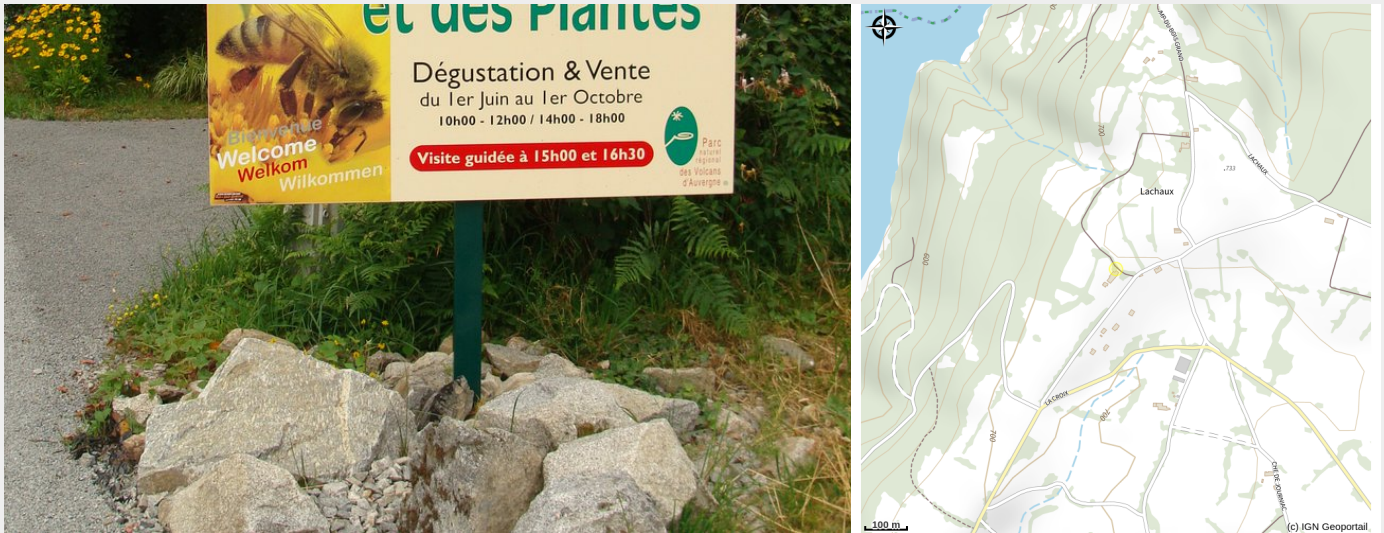 et des Plantes
Dégustation & Vente
du 1er Juin au 1er Octobre
10h00 - 12h00 / 14h00 - 18h00
Visite guidée à 15h00 et 16h30
Bienvenue
Welcome
Welkom
Wilkommen
Parc
naturel
régional
des Volcans
d'Auvergne
700
LACHAUX
733
Lachaux
600
LA CROIX
700
700
CHE DE JOURNIAC
100 m
(c) IGN Geoportail